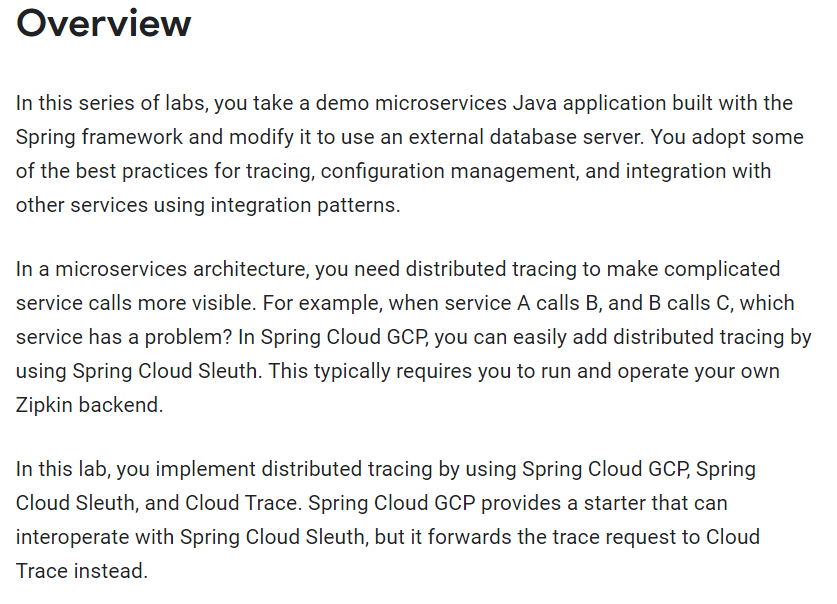 Overview
In this series of labs, you take a demo microservices Java application built with the
Spring framework and modify it to use an external database server. You adopt some
of the best practices for tracing, configuration management, and integration with
other services using integration patterns.
In a microservices architecture, you need distributed tracing to make complicated
service calls more visible. For example, when service A calls B, and B calls C, which
service has a problem? In Spring Cloud GCP, you can easily add distributed tracing by
using Spring Cloud Sleuth. This typically requires you to run and operate your own
Zipkin backend.
In this lab, you implement distributed tracing by using Spring Cloud GCP, Spring
Cloud Sleuth, and Cloud Trace. Spring Cloud GCP provides a starter that can
interoperate with Spring Cloud Sleuth, but it forwards the trace request to Cloud
Trace instead.